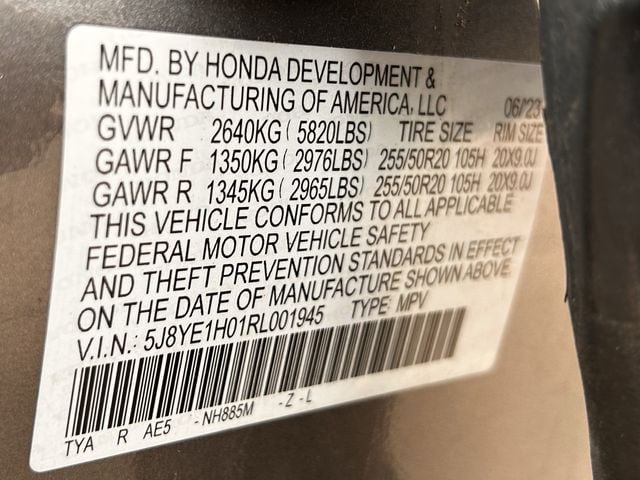 MFD. BY HONDA DEVELOPMENT &
MANUFACTURING OF AMERICA, LLC 06/23
GVWR 2640KG ( 5820LBS) TIRE SIZE RIM SIZE
GAWR F 1350KG ( 2976LBS) 255/50R20 105H 20X9.0J
GAWR R 1345KG ( 2965LBS) 255/50R20 105H 20X9.0J
THIS VEHICLE CONFORMS TO ALL APPLICABLE
FEDERAL MOTOR VEHICLE SAFETY
AND THEFT PREVENTION STANDARDS IN EFFECT
ON THE DATE OF MANUFACTURE SHOWN ABOVE.
V.I.N.: 5J8YE1H01RL001945 TYPE: MPV
TYA R AE5 - NH885M - Z - L